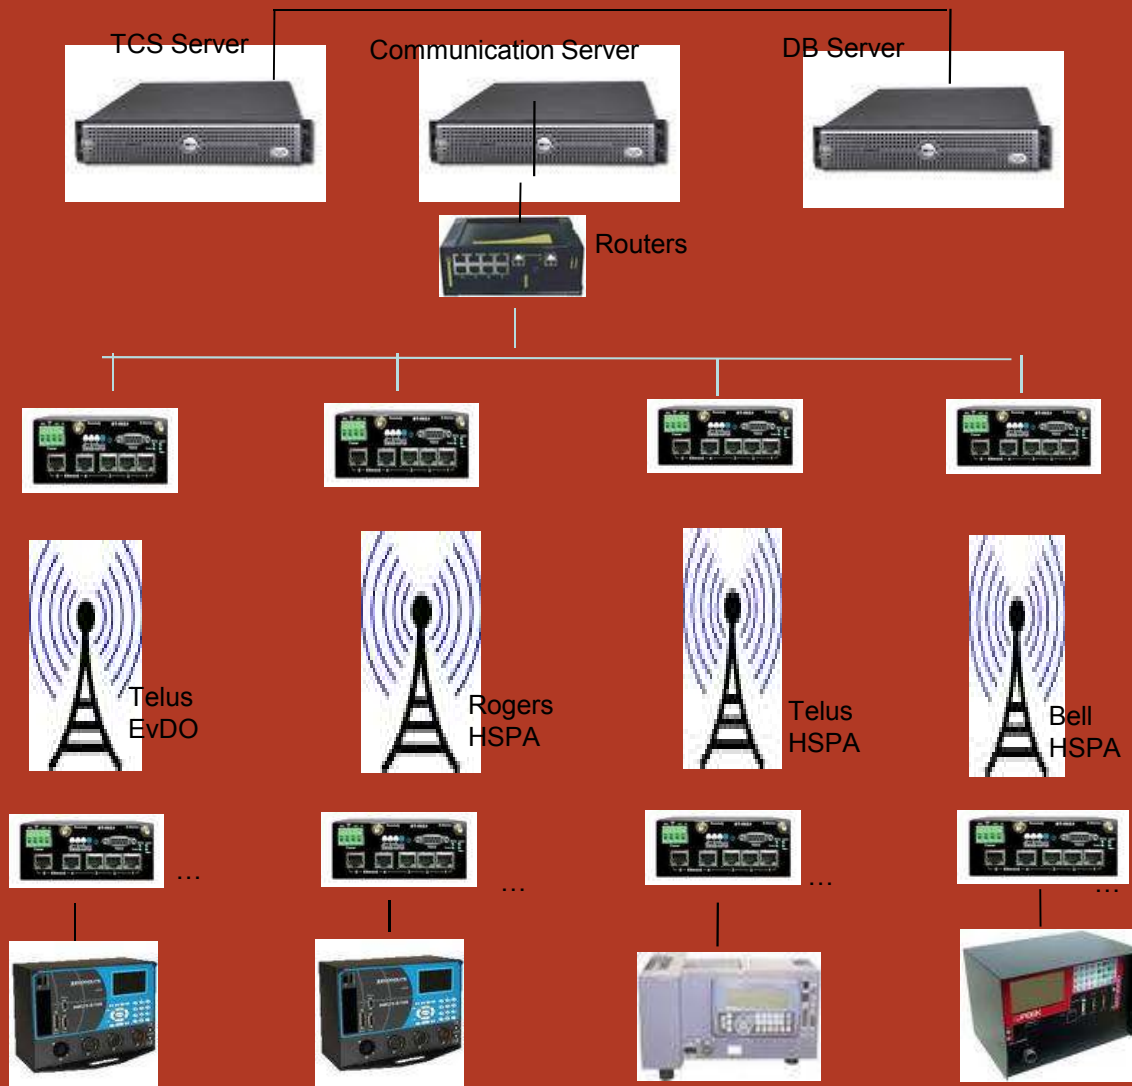 TCS Server
Communication Server
DB Server
Routers
Telus
EvDO
Rogers
HSPA
Telus
HSPA
Bell
HSPA
...
...
...
...